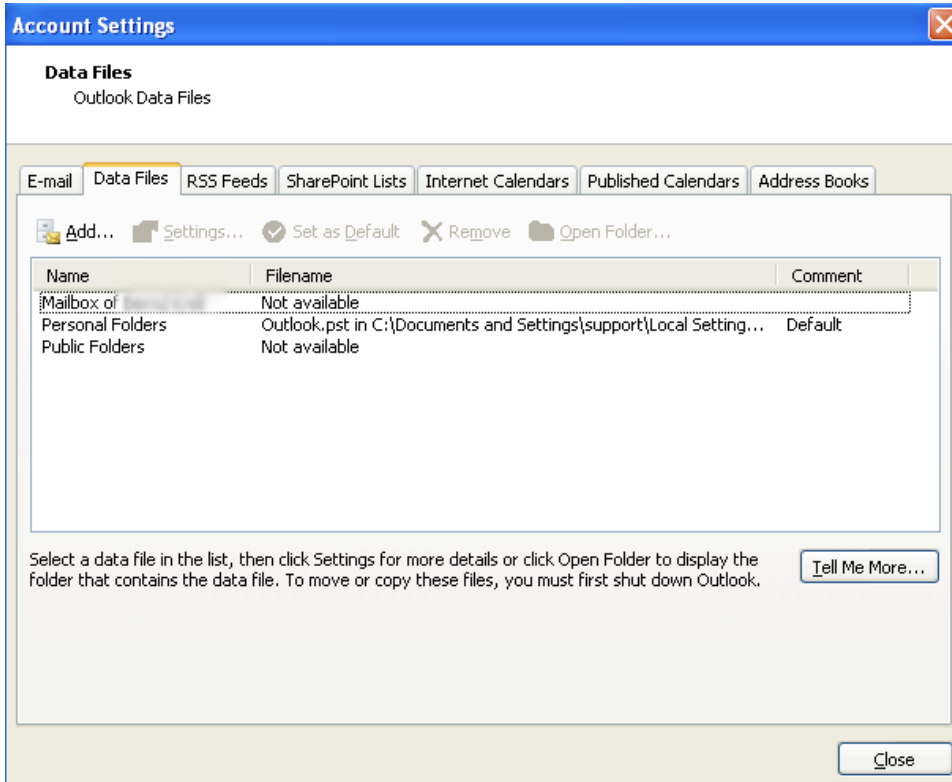 Account Settings
Data Files
Outlook Data Files
E-mail Data Files RSS Feeds SharePoint Lists Internet Calendars Published Calendars Address Books
Add... Settings... Set as Default Remove Open Folder...
Name Filename Comment
Mailbox of Not available
Personal Folders Outlook.pst in C:\Documents and Settings\support\Local Setting... Default
Public Folders Not available
Select a data file in the list, then click Settings for more details or click Open Folder to display the
folder that contains the data file. To move or copy these files, you must first shut down Outlook.
Tell Me More...
Close